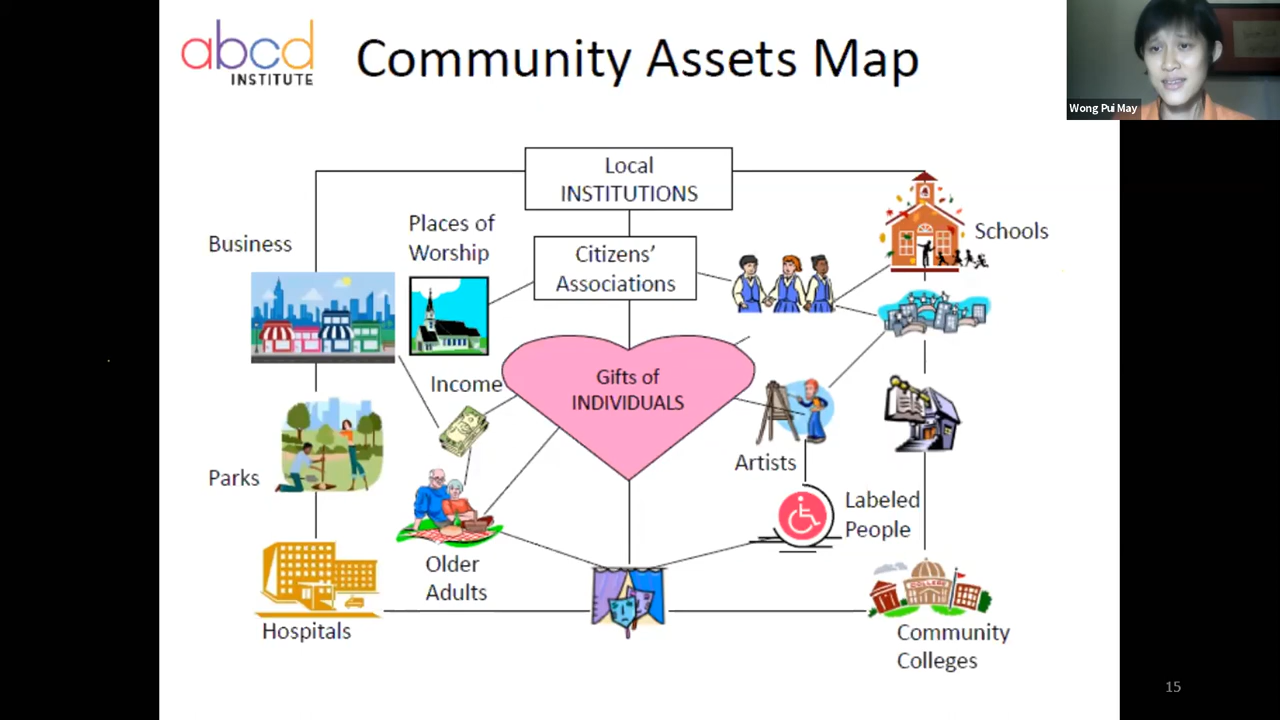 abcd
INSTITUTE
Community Assets Map
Wong Pui May
Local
INSTITUTIONS
Places of
Worship
Citizens'
Associations
Business
Schools
Income
Gifts of
INDIVIDUALS
Parks
Artists
Labeled
People
Older
Adults
Hospitals
COLLEGE
Community
Colleges
15